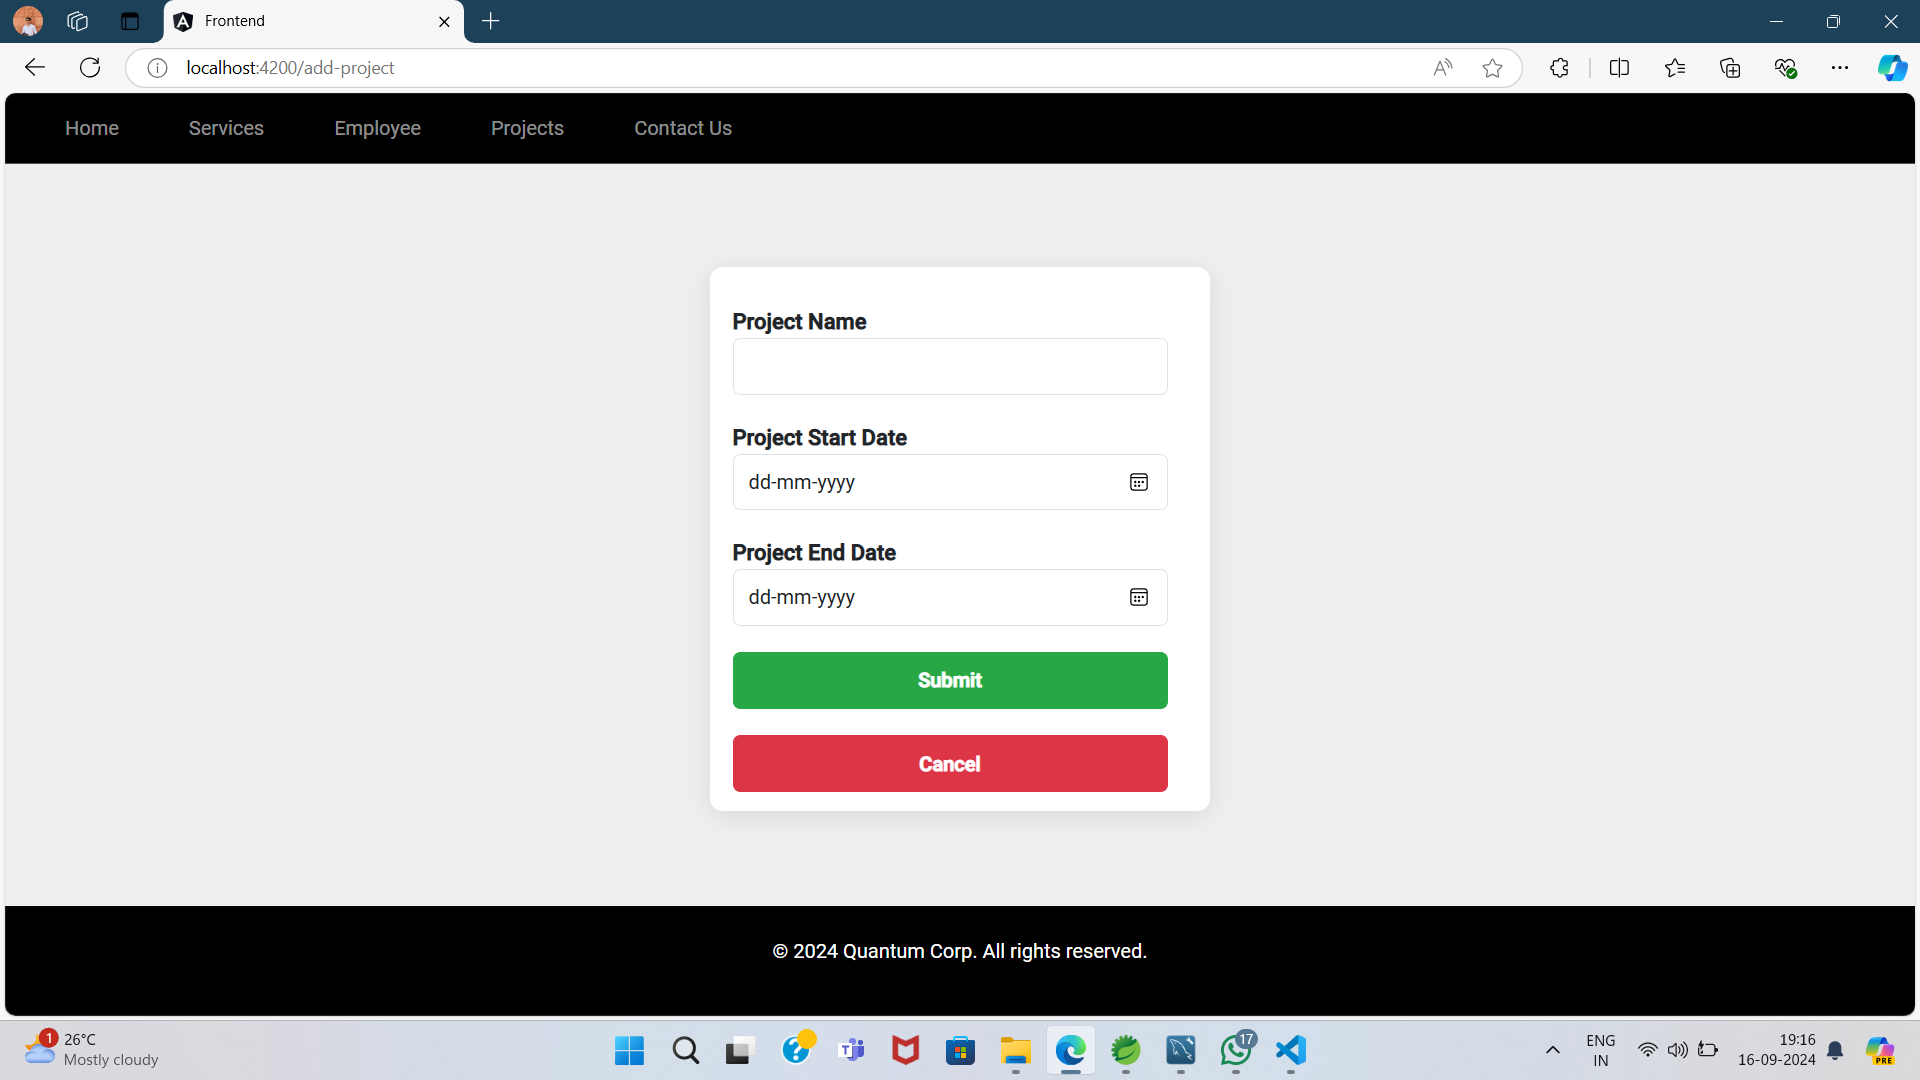 Frontend
localhost:4200/add-project
Home Services Employee Projects Contact Us
Project Name
Project Start Date
dd-mm-yyyy
Project End Date
dd-mm-yyyy
Submit
Cancel
© 2024 Quantum Corp. All rights reserved.
1
26°C
Mostly cloudy
17
ENG
IN
19:16
16-09-2024
PRE